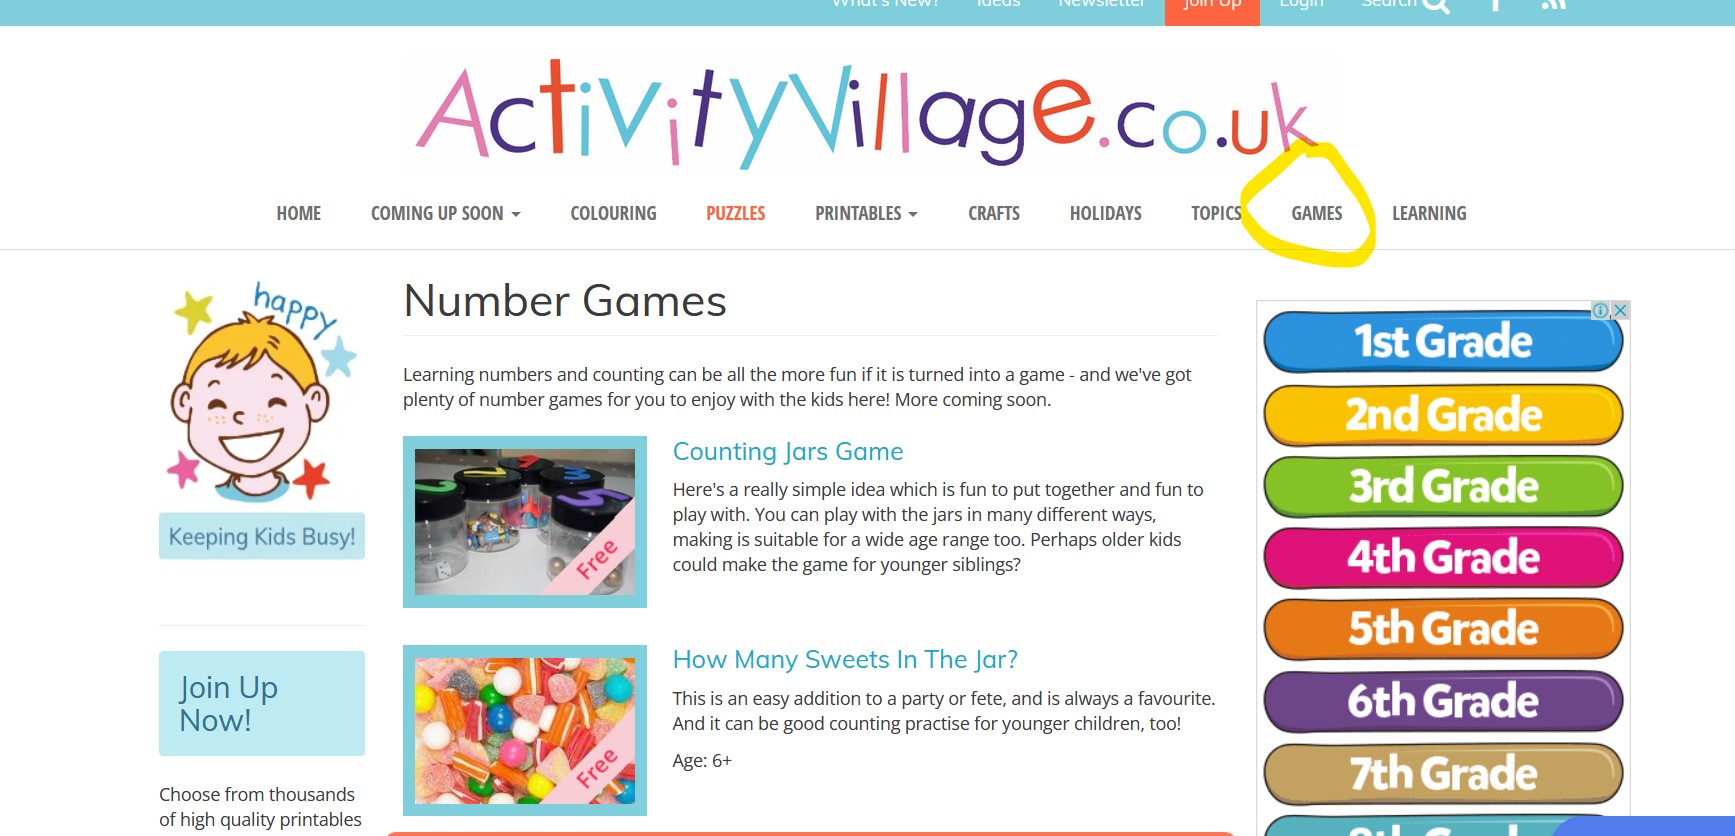 What's New? Ideas Newsletter Join Up Login Search
ActivityVillage.co.uk
HOME COMING UP SOON COLOURING PUZZLES PRINTABLES CRAFTS HOLIDAYS TOPICS GAMES LEARNING
happy
Keeping Kids Busy!
Join Up
Now!
Choose from thousands
of high quality printables
Number Games
Learning numbers and counting can be all the more fun if it is turned into a game - and we've got
plenty of number games for you to enjoy with the kids here! More coming soon.
Free
Counting Jars Game
Here's a really simple idea which is fun to put together and fun to
play with. You can play with the jars in many different ways,
making is suitable for a wide age range too. Perhaps older kids
could make the game for younger siblings?
Free
How Many Sweets In The Jar?
This is an easy addition to a party or fete, and is always a favourite.
And it can be good counting practise for younger children, too!
Age: 6+
1st Grade
2nd Grade
3rd Grade
4th Grade
5th Grade
6th Grade
7th Grade